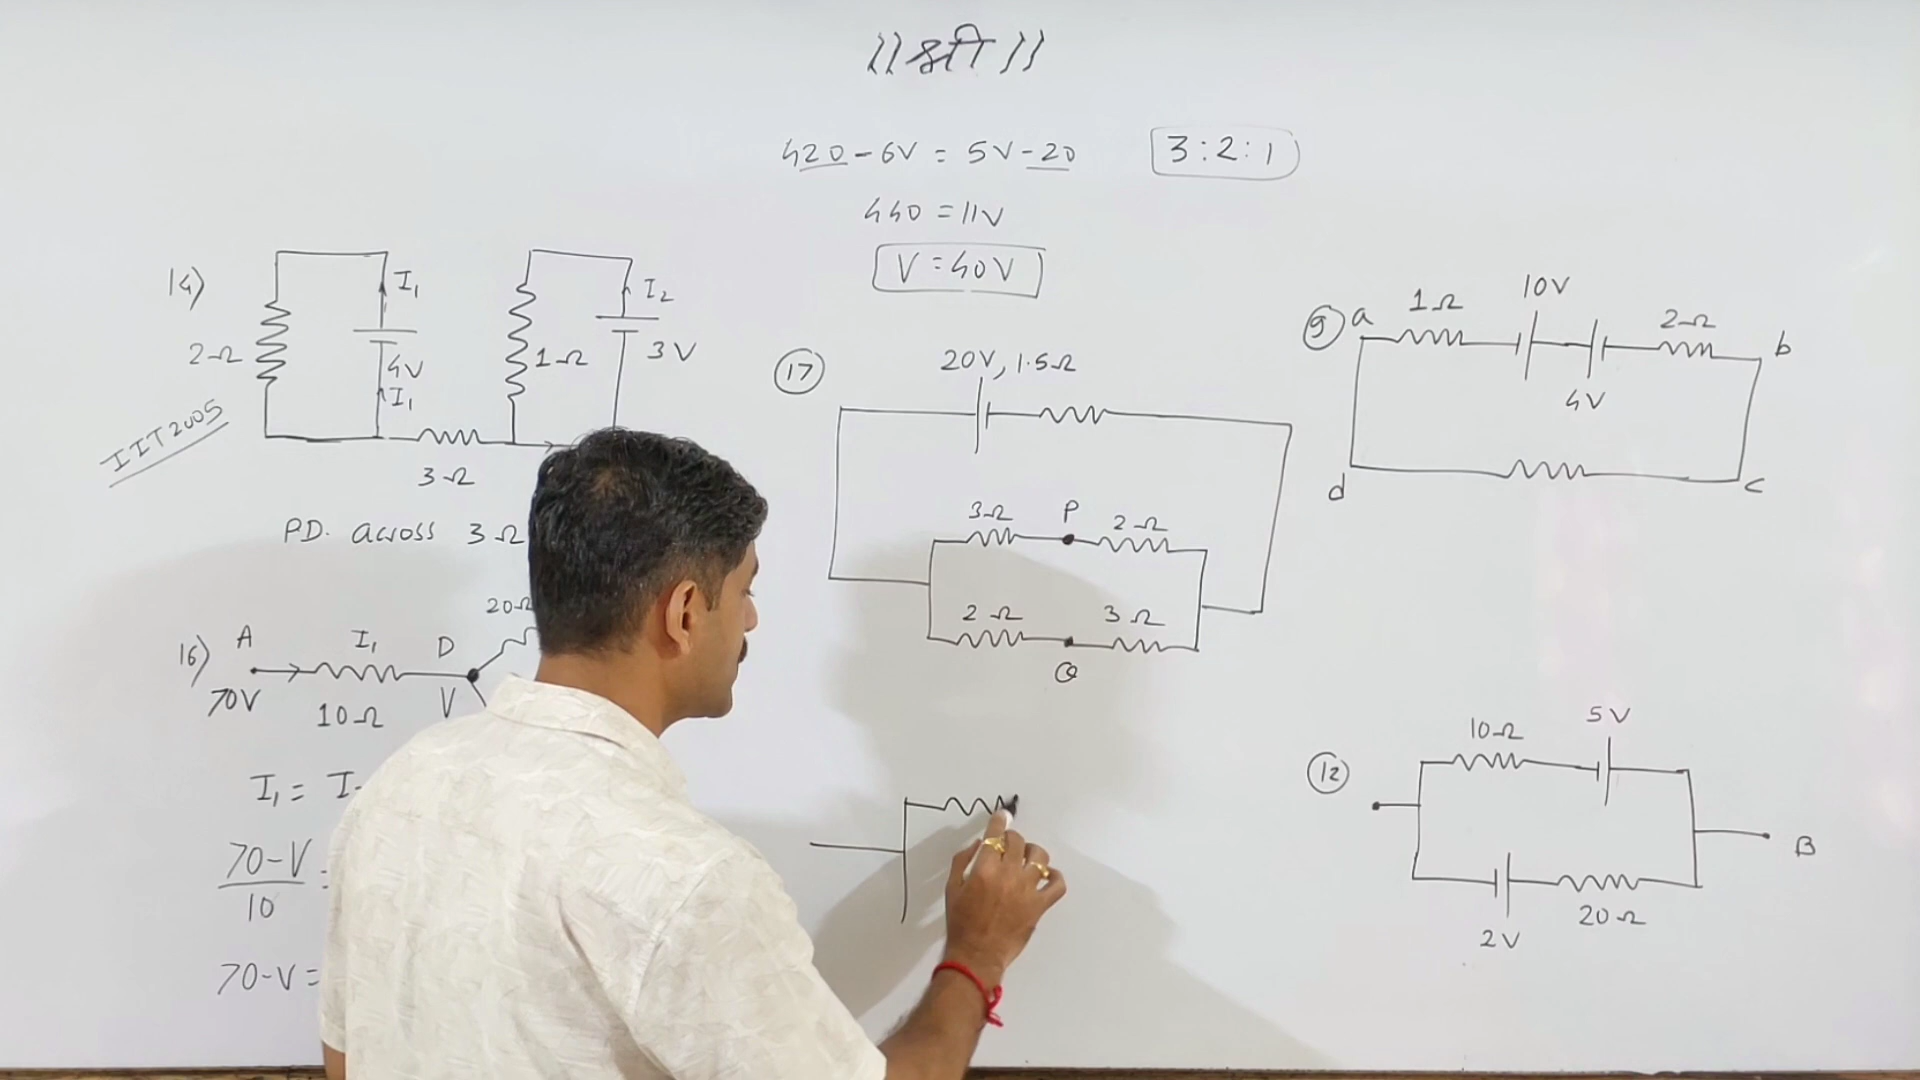 ॥ श्री ॥
420 - 6V = 5V - 20
3 : 2 : 1
440 = 11V
V = 40V
14)
I₁
2Ω
4V
I₁
I₂
1Ω
3V
3Ω
IIT 2005
P.D. across 3Ω
16)
A
70V
I₁
10Ω
D
V
20Ω
I₁ = I
70-V
10
=
70-V =
17
20V, 1.5Ω
3Ω
P
2Ω
2Ω
3Ω
Q
9
a
1Ω
10V
4V
2Ω
b
d
c
12
10Ω
5V
B
2V
20Ω